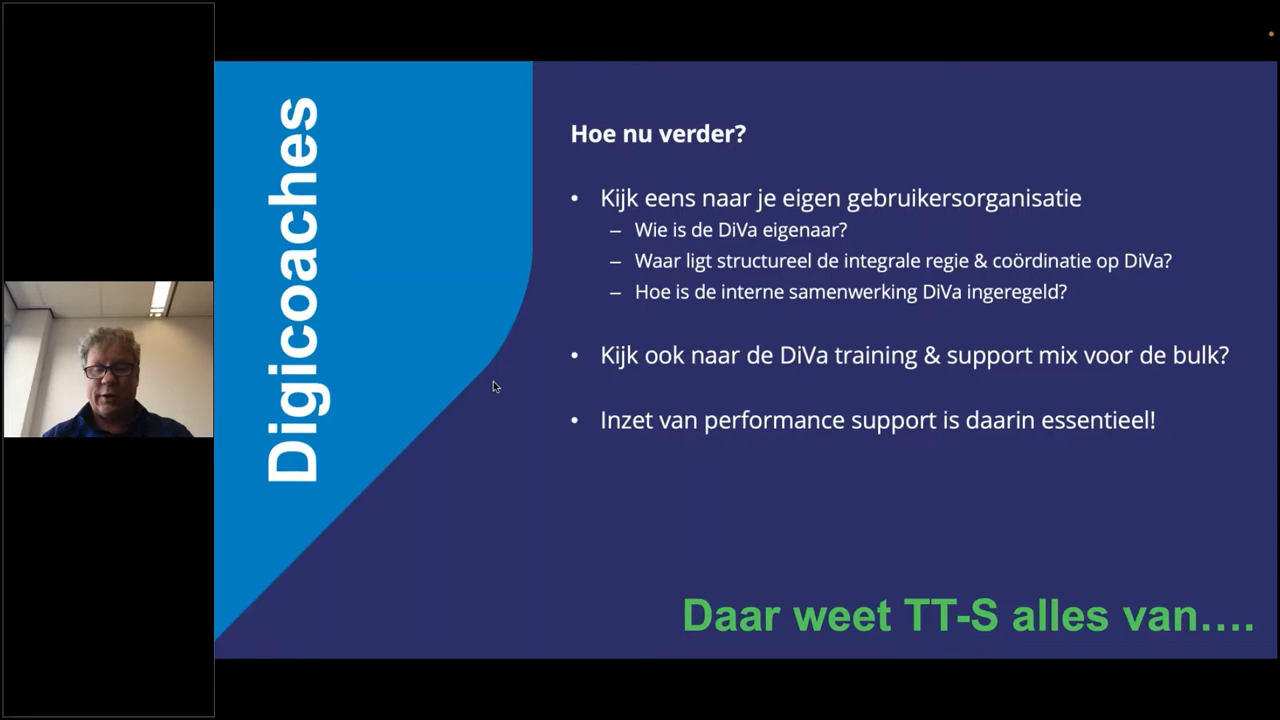 Digicoaches
Hoe nu verder?
• Kijk eens naar je eigen gebruikersorganisatie
– Wie is de DiVa eigenaar?
– Waar ligt structureel de integrale regie & coördinatie op DiVa?
– Hoe is de interne samenwerking DiVa ingeregeld?
• Kijk ook naar de DiVa training & support mix voor de bulk?
• Inzet van performance support is daarin essentieel!
Daar weet TT-S alles van....